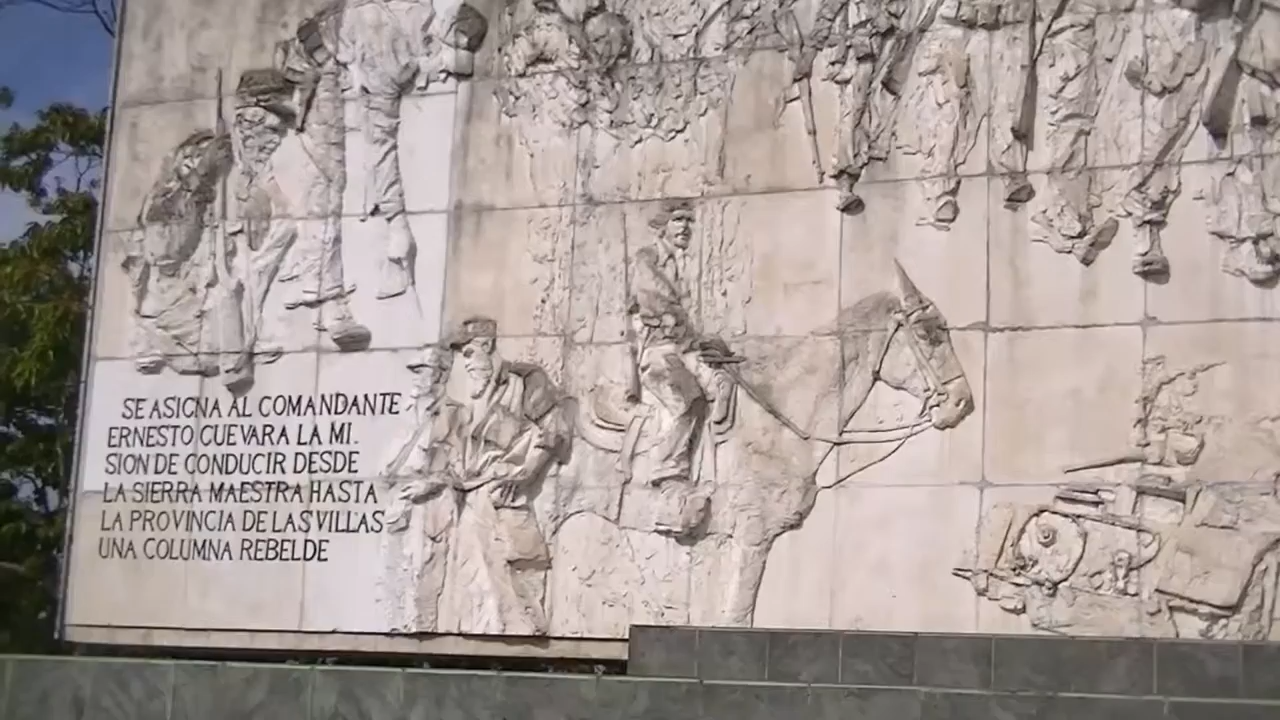 SE ASIGNA AL COMANDANTE
ERNESTO GUEVARA LA MI-
SION DE CONDUCIR DESDE
LA SIERRA MAESTRA HASTA
LA PROVINCIA DE LAS VILLAS
UNA COLUMNA REBELDE